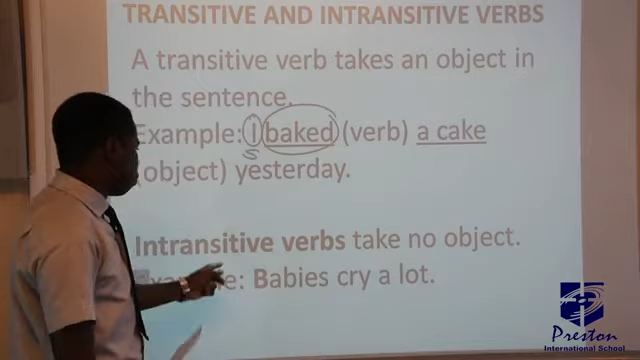 TRANSITIVE AND INTRANSITIVE VERBS
A transitive verb takes an object in
the sentence.
Example: I baked (verb) a cake
S
(object) yesterday.
Intransitive verbs take no object.
Babies cry a lot.
Preston
International School